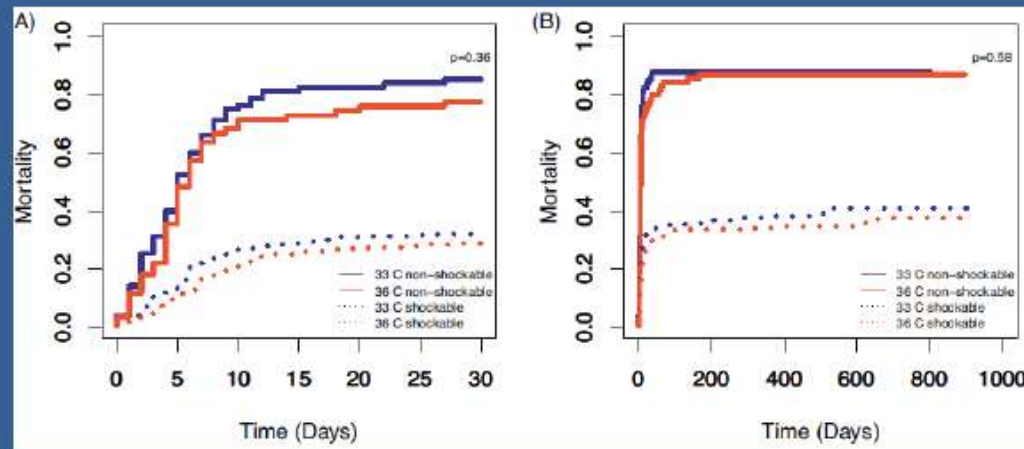 A)
p=0.36
Mortality
1.0
0.8
0.6
0.4
0.2
0.0
33 C non-shockable
36 C non-shockable
33 C shockable
36 C shockable
0 5 10 15 20 25 30
Time (Days)
(B)
p=0.58
Mortality
1.0
0.8
0.6
0.4
0.2
0.0
33 C non-shockable
36 C non-shockable
33 C shockable
36 C shockable
0 200 400 600 800 1000
Time (Days)